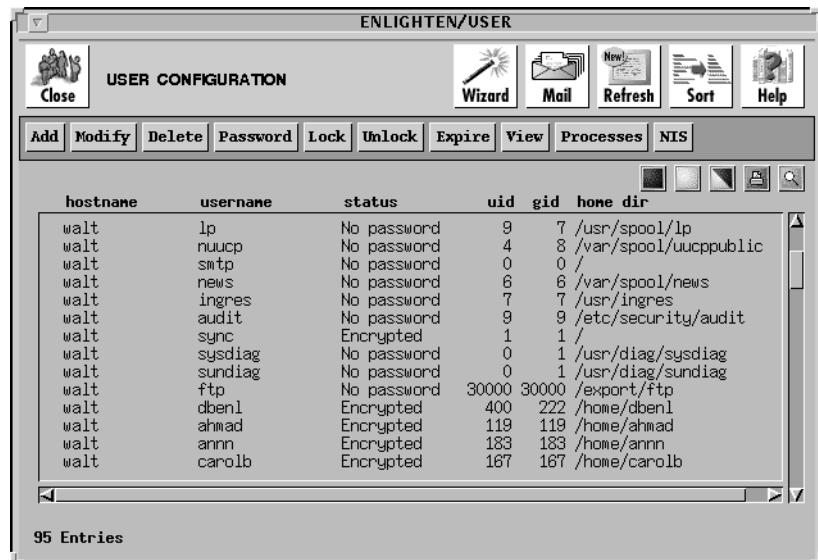 ENLIGHTEN/USER
Close
USER CONFIGURATION
Wizard
Mail
New!
Refresh
Sort
Help
Add Modify Delete Password Lock Unlock Expire View Processes NIS
hostname username status uid gid home dir
walt lp No password 9 7 /usr/spool/lp
walt nuucp No password 4 8 /var/spool/uucppublic
walt smtp No password 0 0 /
walt news No password 6 6 /var/spool/news
walt ingres No password 7 7 /usr/ingres
walt audit No password 9 9 /etc/security/audit
walt sync Encrypted 1 1 /
walt sysdiag No password 0 1 /usr/diag/sysdiag
walt sundiag No password 0 1 /usr/diag/sundiag
walt ftp No password 30000 30000 /export/ftp
walt dbenl Encrypted 400 222 /home/dbenl
walt ahmad Encrypted 119 119 /home/ahmad
walt annn Encrypted 183 183 /home/annn
walt carolb Encrypted 167 167 /home/carolb
95 Entries